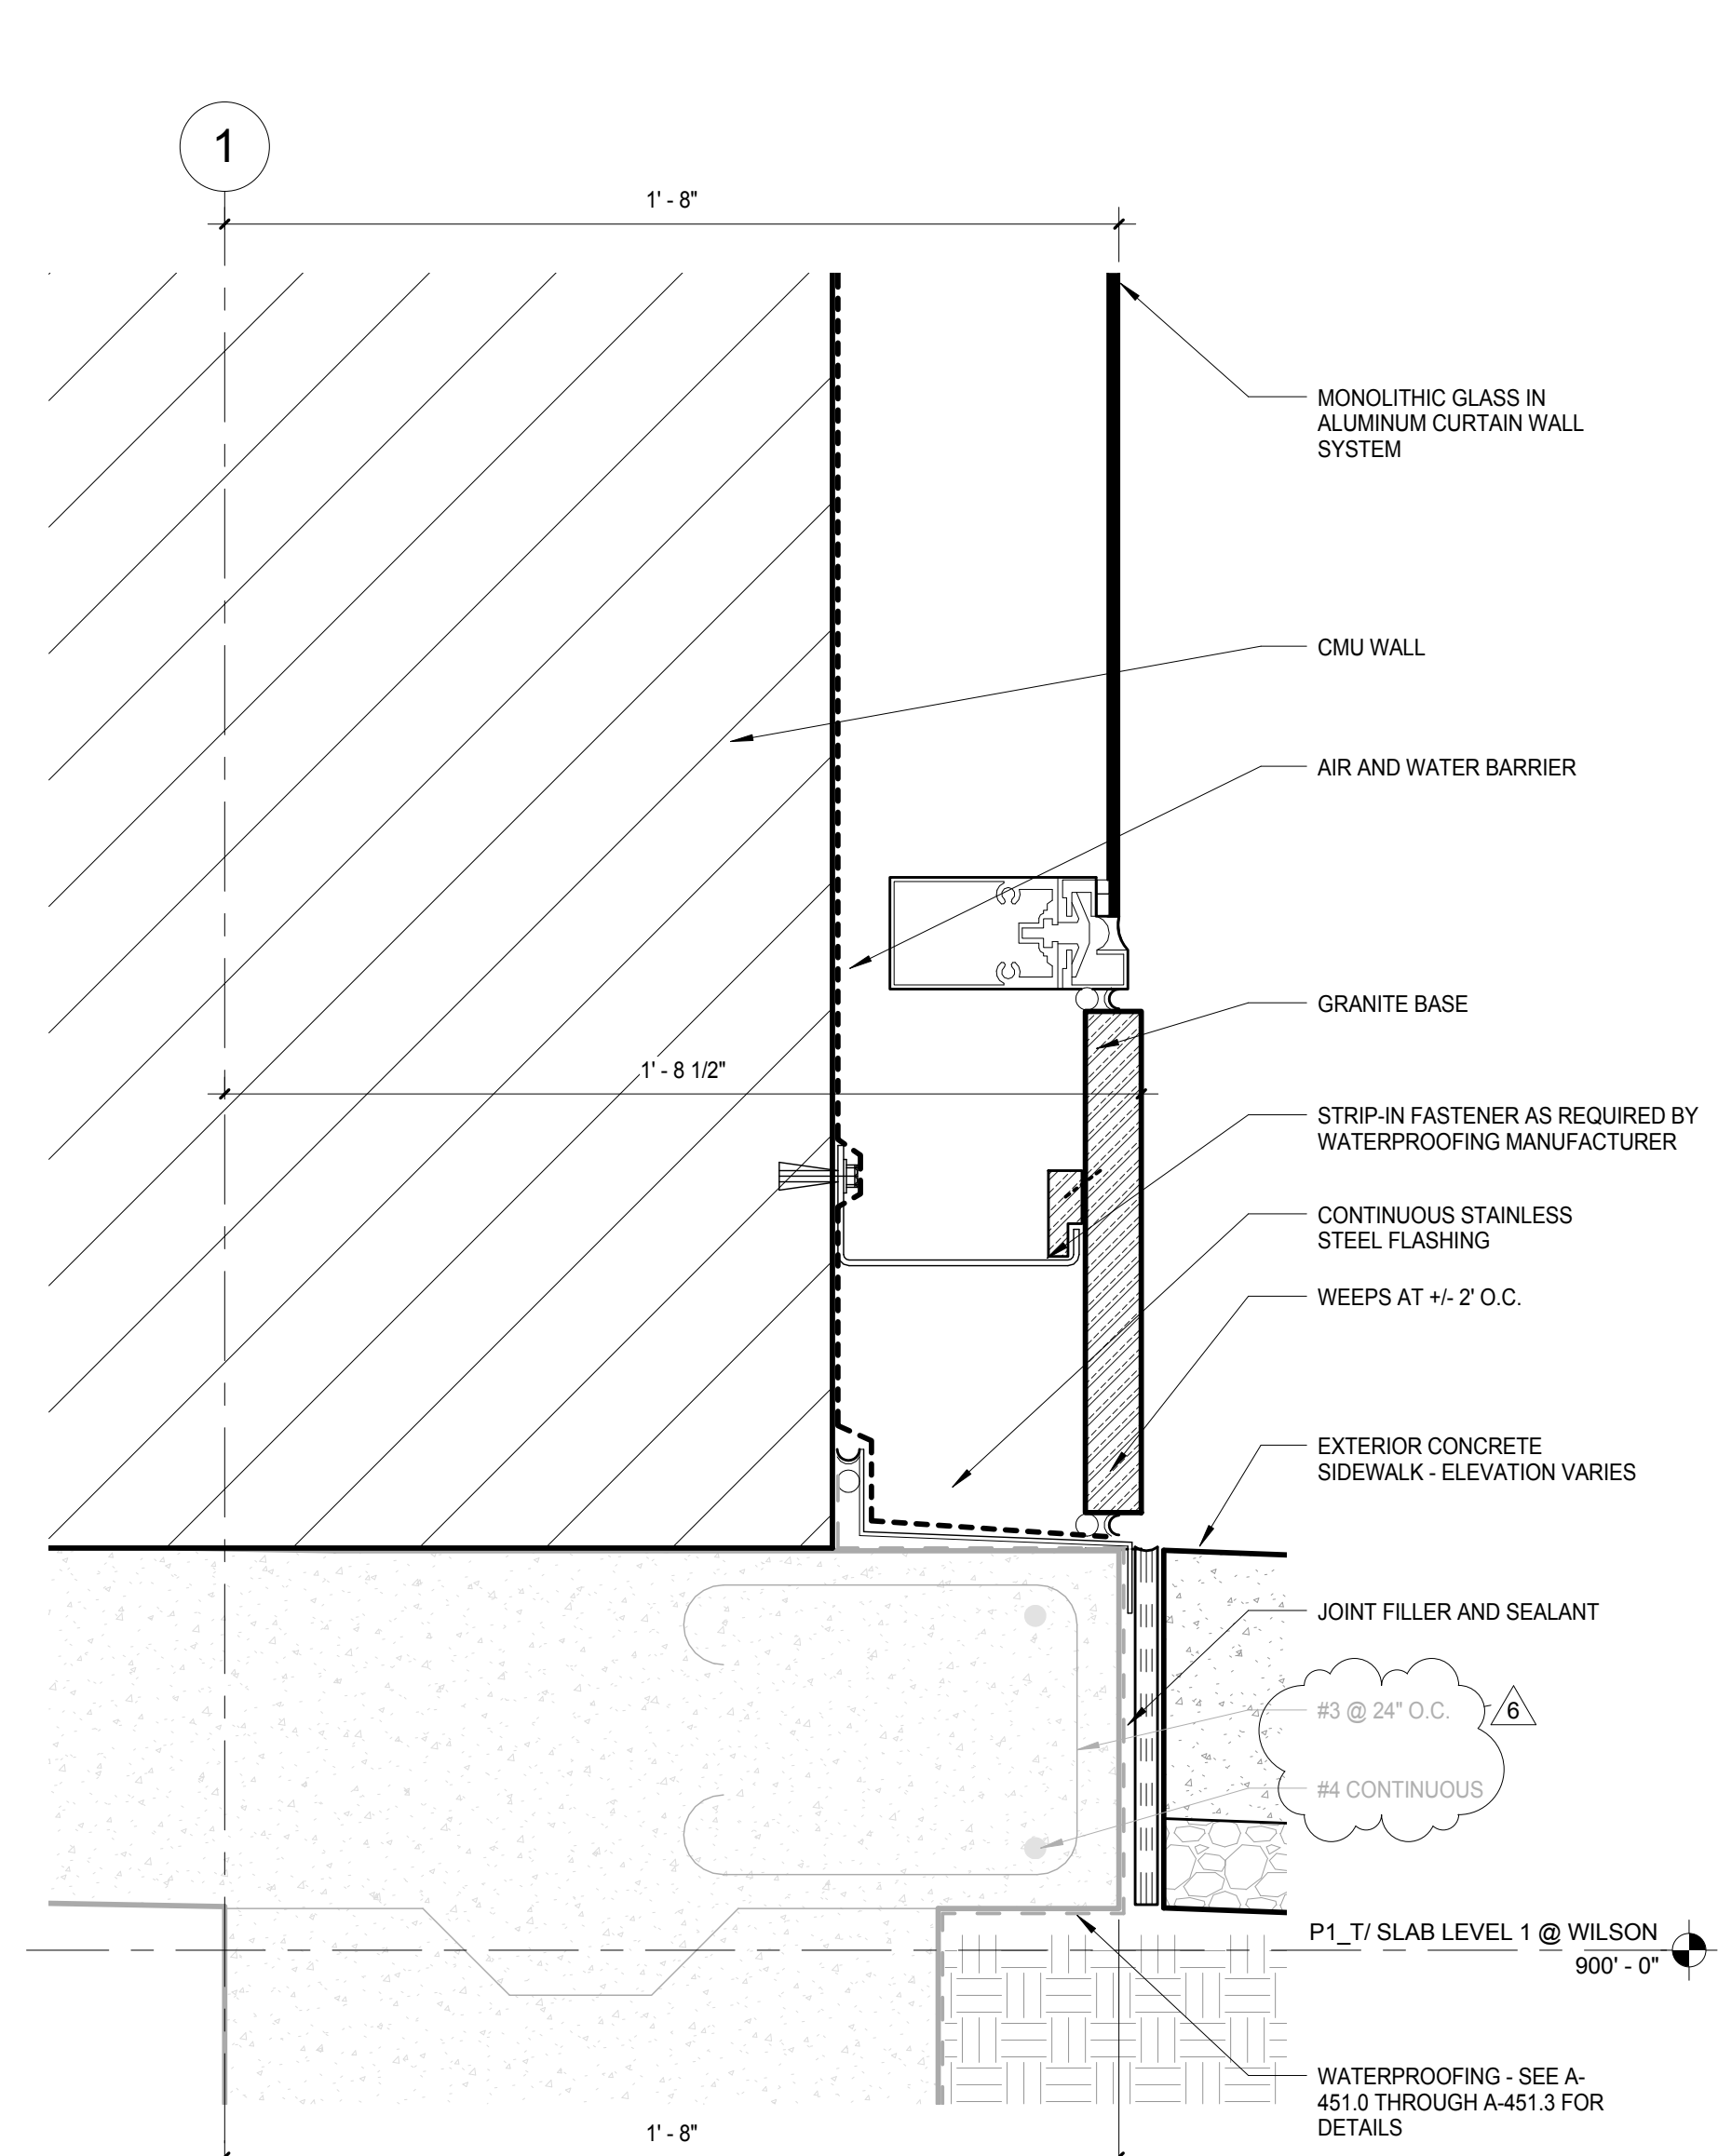 1
1' - 8"
MONOLITHIC GLASS IN
ALUMINUM CURTAIN WALL
SYSTEM
CMU WALL
AIR AND WATER BARRIER
GRANITE BASE
1' - 8 1/2"
STRIP-IN FASTENER AS REQUIRED BY
WATERPROOFING MANUFACTURER
CONTINUOUS STAINLESS
STEEL FLASHING
WEEPS AT +/- 2' O.C.
EXTERIOR CONCRETE
SIDEWALK - ELEVATION VARIES
JOINT FILLER AND SEALANT
#3 @ 24" O.C.
6
#4 CONTINUOUS
P1_T/ SLAB LEVEL 1 @ WILSON
900' - 0"
WATERPROOFING - SEE A-
451.0 THROUGH A-451.3 FOR
DETAILS
1' - 8"